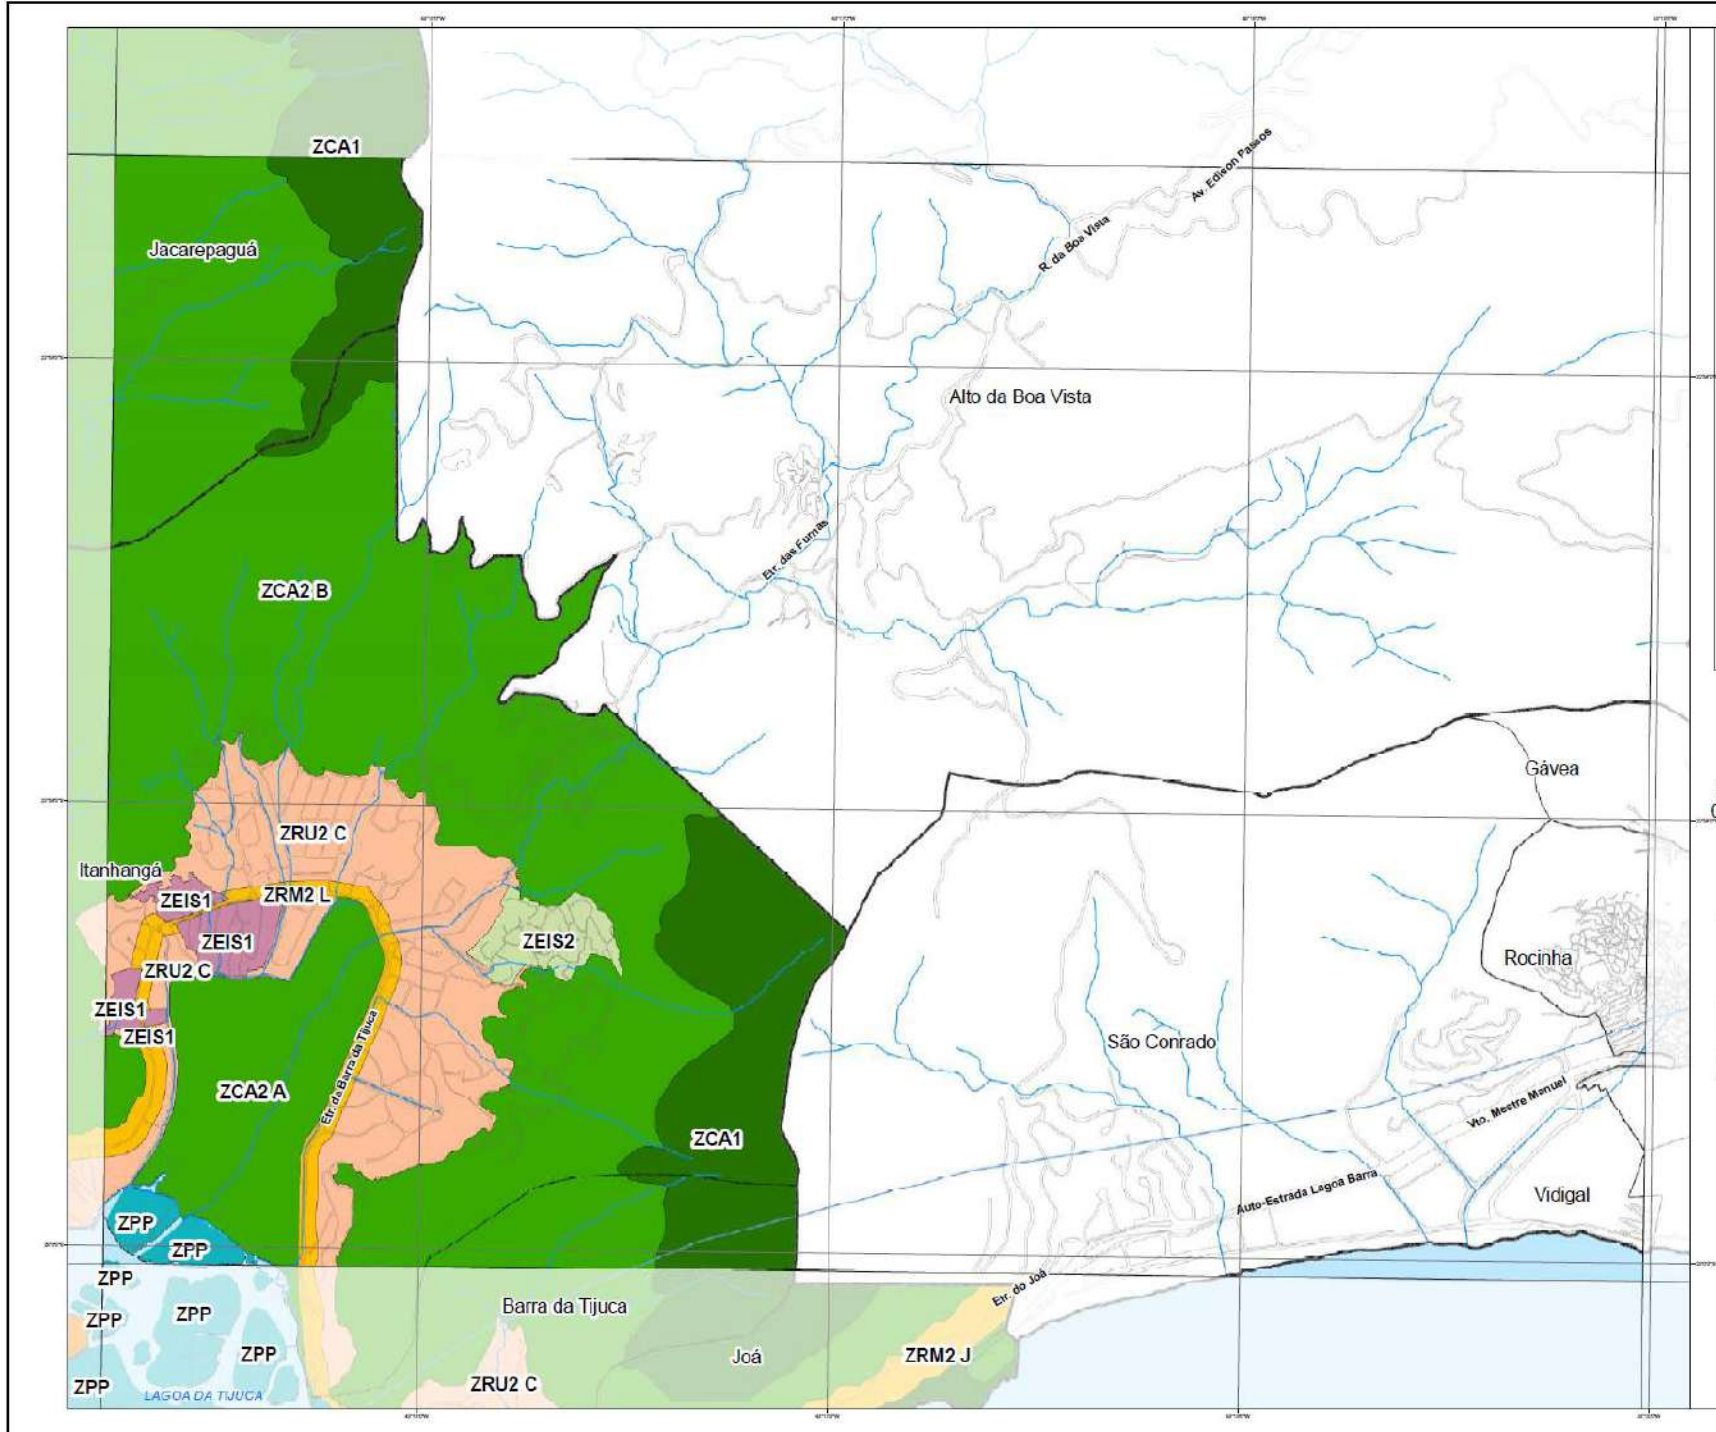 ZCA1
Av. Edison Passos
Jacarepaguá
R. da Boa Vista
Alto da Boa Vista
Etr. das Furnas
ZCA2 B
Gávea
ZRU2 C
Itanhangá
ZRM2 L
ZEIS1
ZEIS1
ZEIS2
ZRU2 C
Rocinha
ZEIS1
ZEIS1
São Conrado
Etr. da Barra da Tijuca
ZCA2 A
Vto. Mestre Manuel
ZCA1
Auto-Estrada Lagoa Barra
Vidigal
ZPP
ZPP
ZPP
Etr. do Joá
Barra da Tijuca
ZPP
ZPP
ZPP
Joá
ZRM2 J
ZPP
ZRU2 C
LAGOA DA TIJUCA